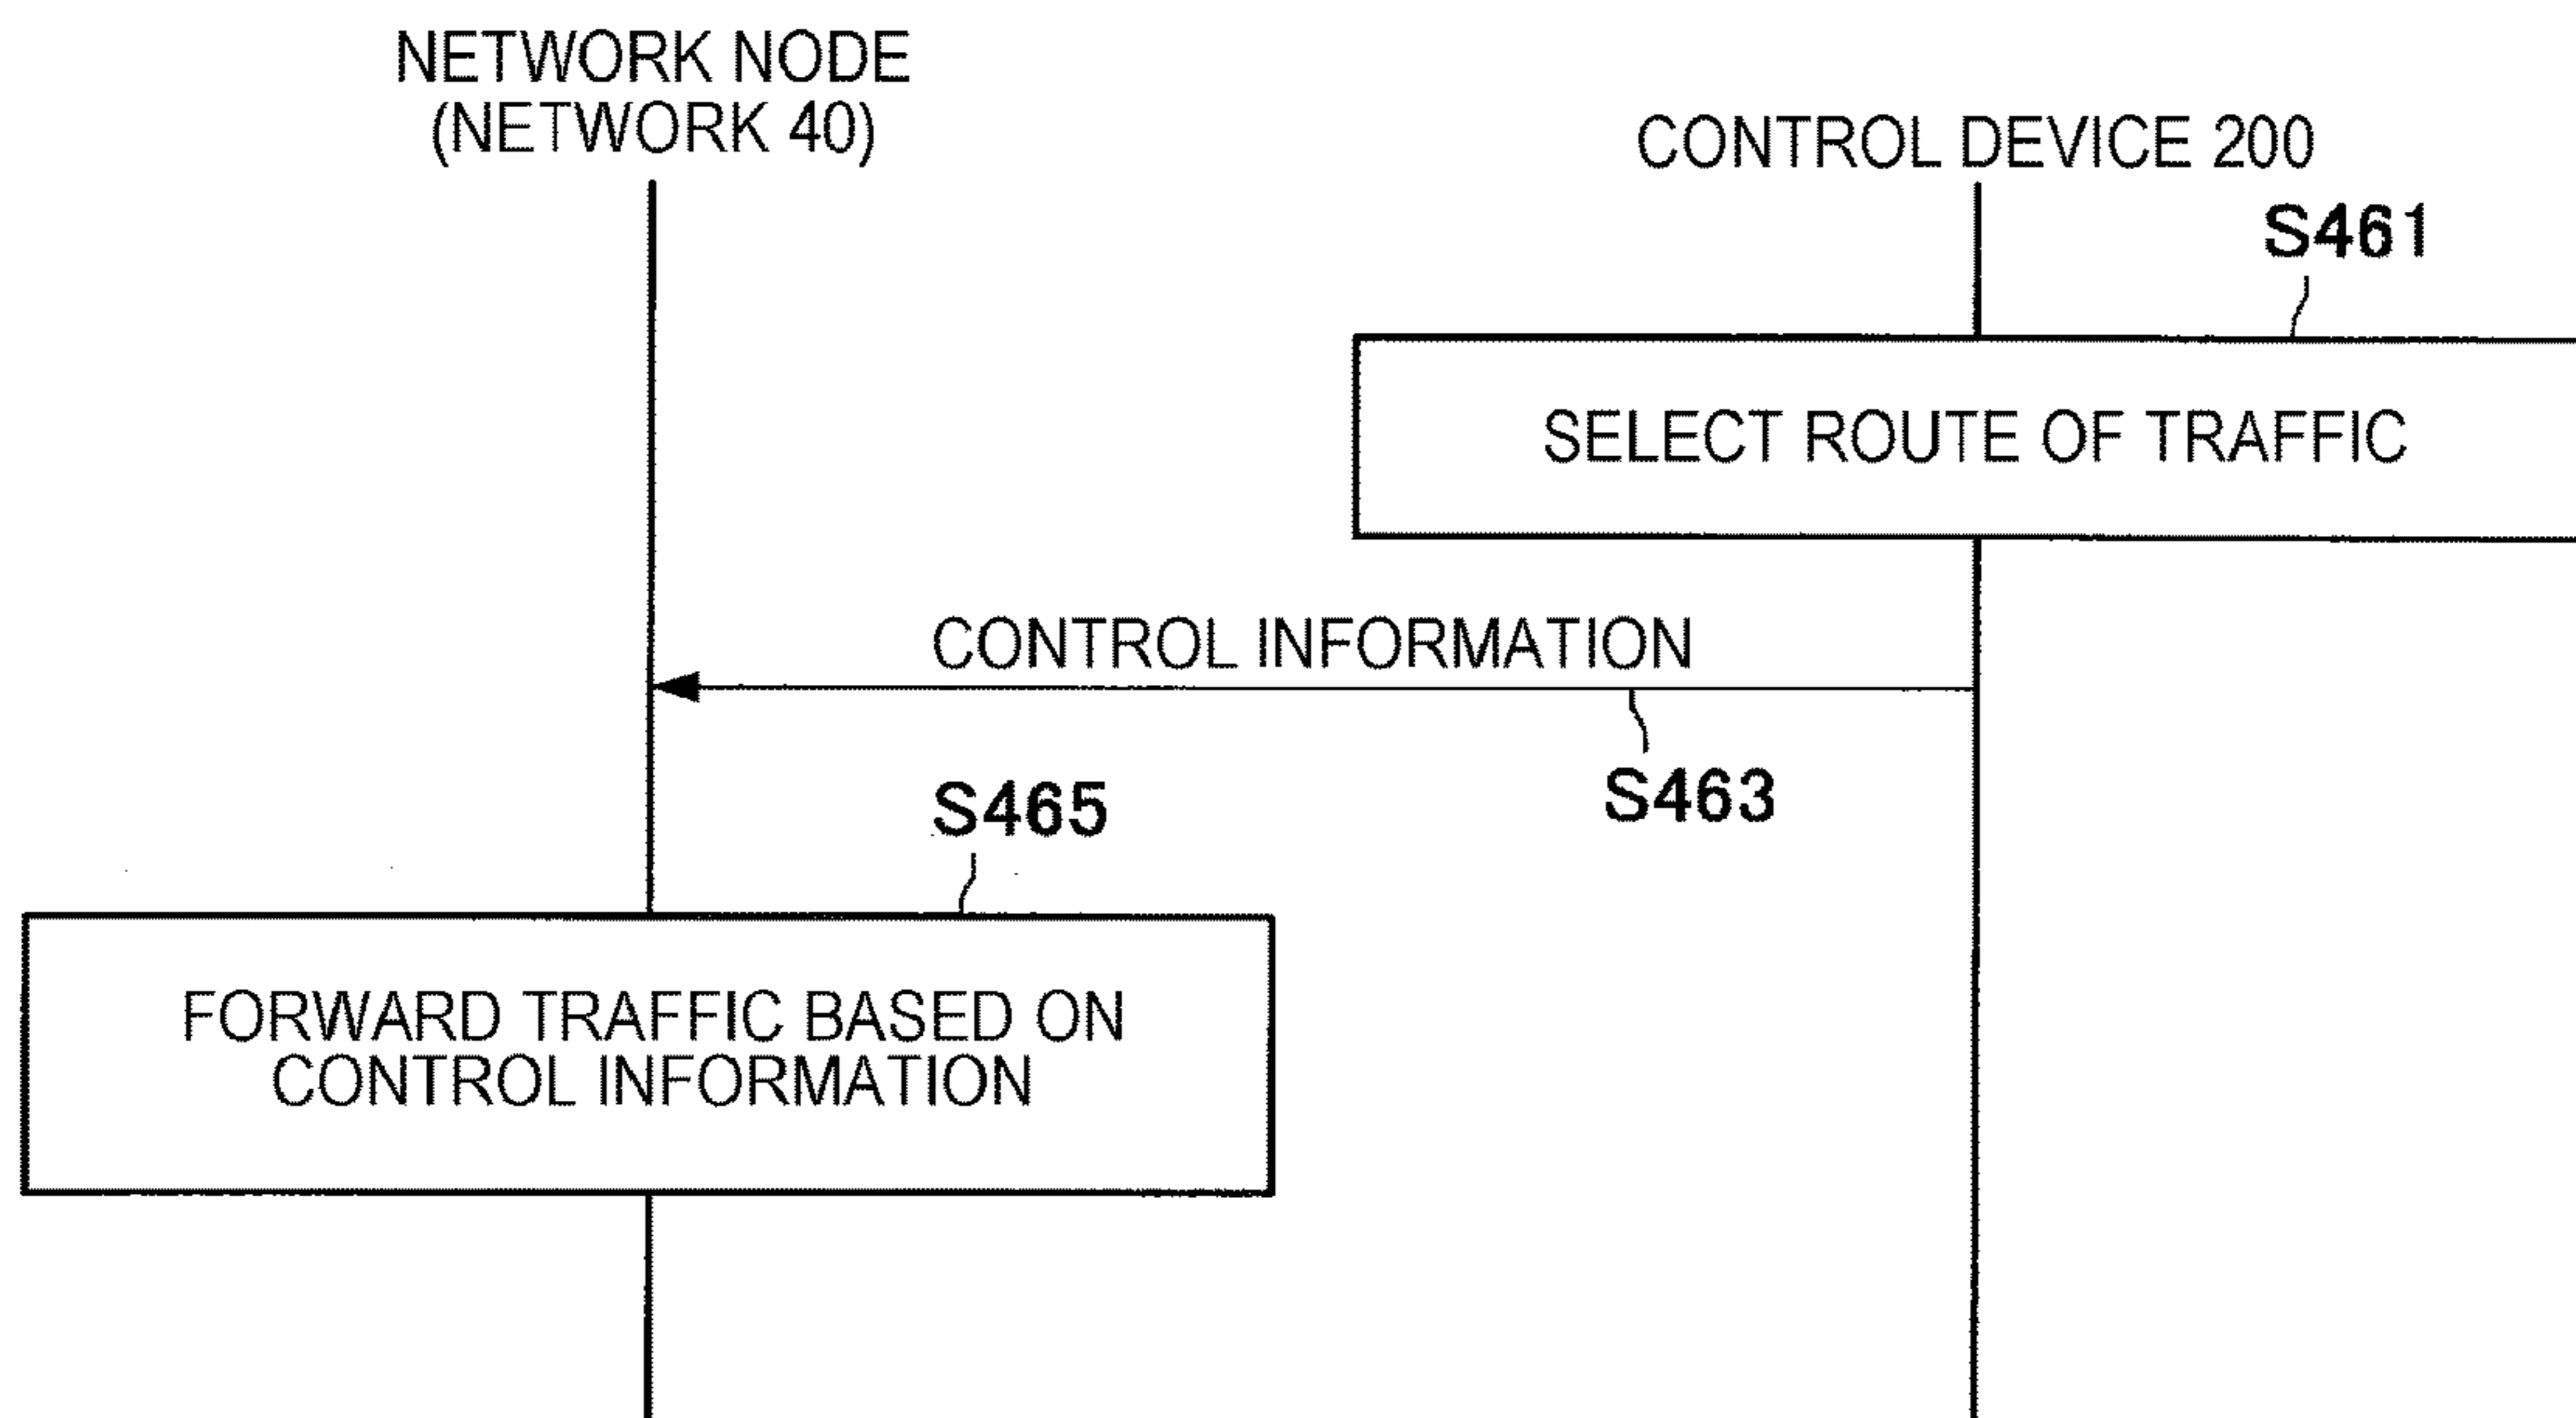 NETWORK NODE
(NETWORK 40)
CONTROL DEVICE 200
S461
SELECT ROUTE OF TRAFFIC
CONTROL INFORMATION
S463
S465
FORWARD TRAFFIC BASED ON
CONTROL INFORMATION